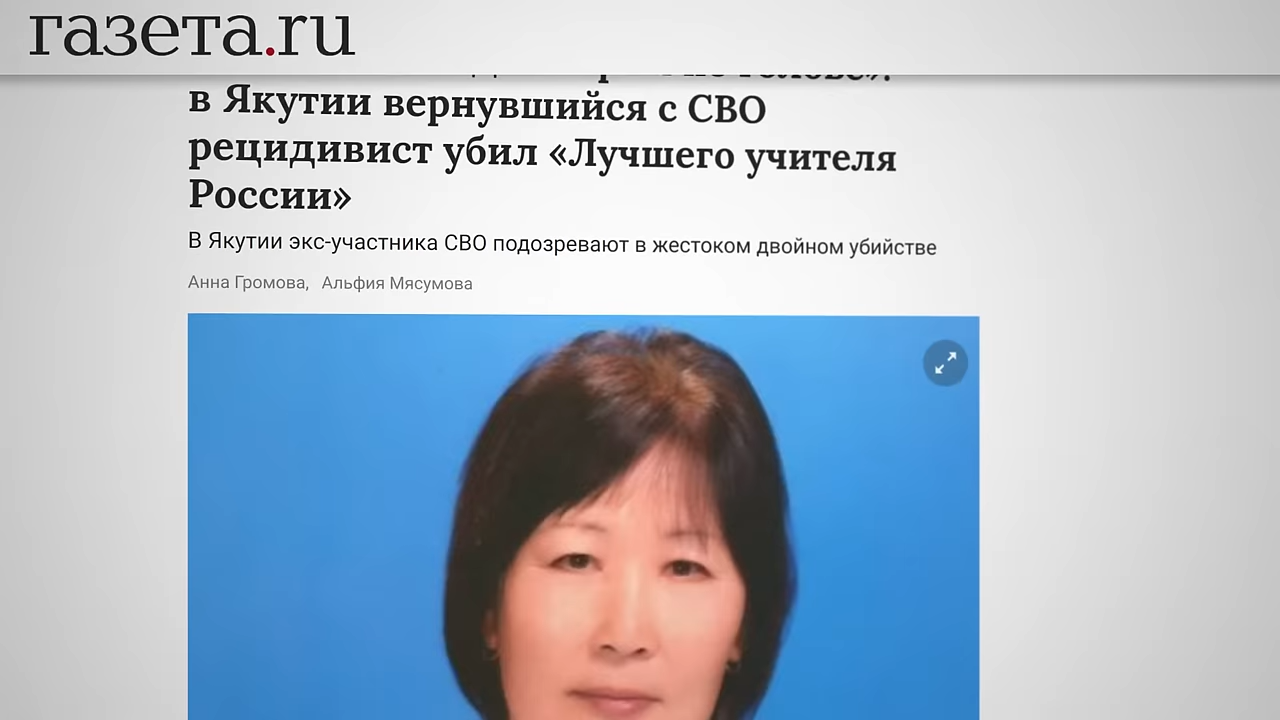 газета.ru
в Якутии вернувшийся с СВО
рецидивист убил «Лучшего учителя
России»
В Якутии экс-участника СВО подозревают в жестоком двойном убийстве
Анна Громова, Альфия Мясумова